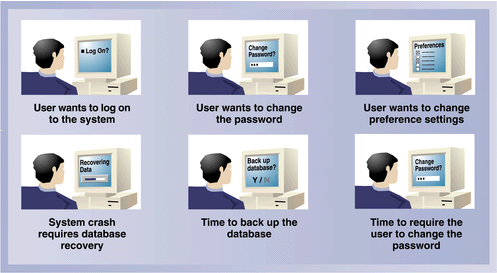 Log On?
User wants to log on
to the system
Change
Password?
User wants to change
the password
Preferences
User wants to change
preference settings
Recovering
Data
System crash
requires database
recovery
Back up
database?
Y / N
Time to back up the
database
Change
Password?
Time to require the
user to change the
password